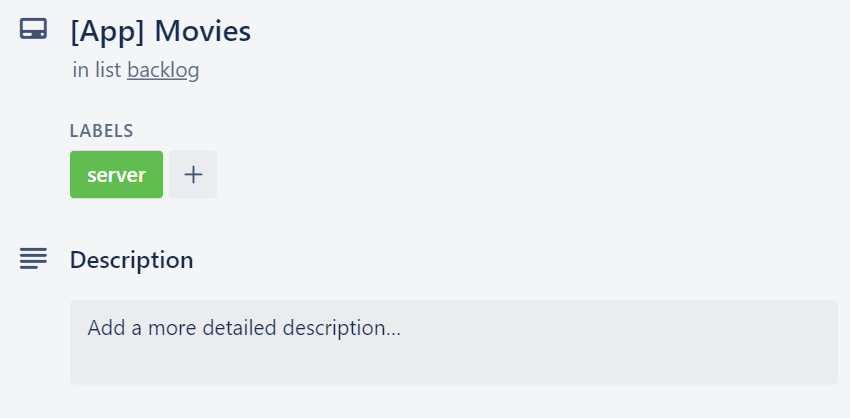 [App] Movies
in list backlog
LABELS
server +
Description
Add a more detailed description...